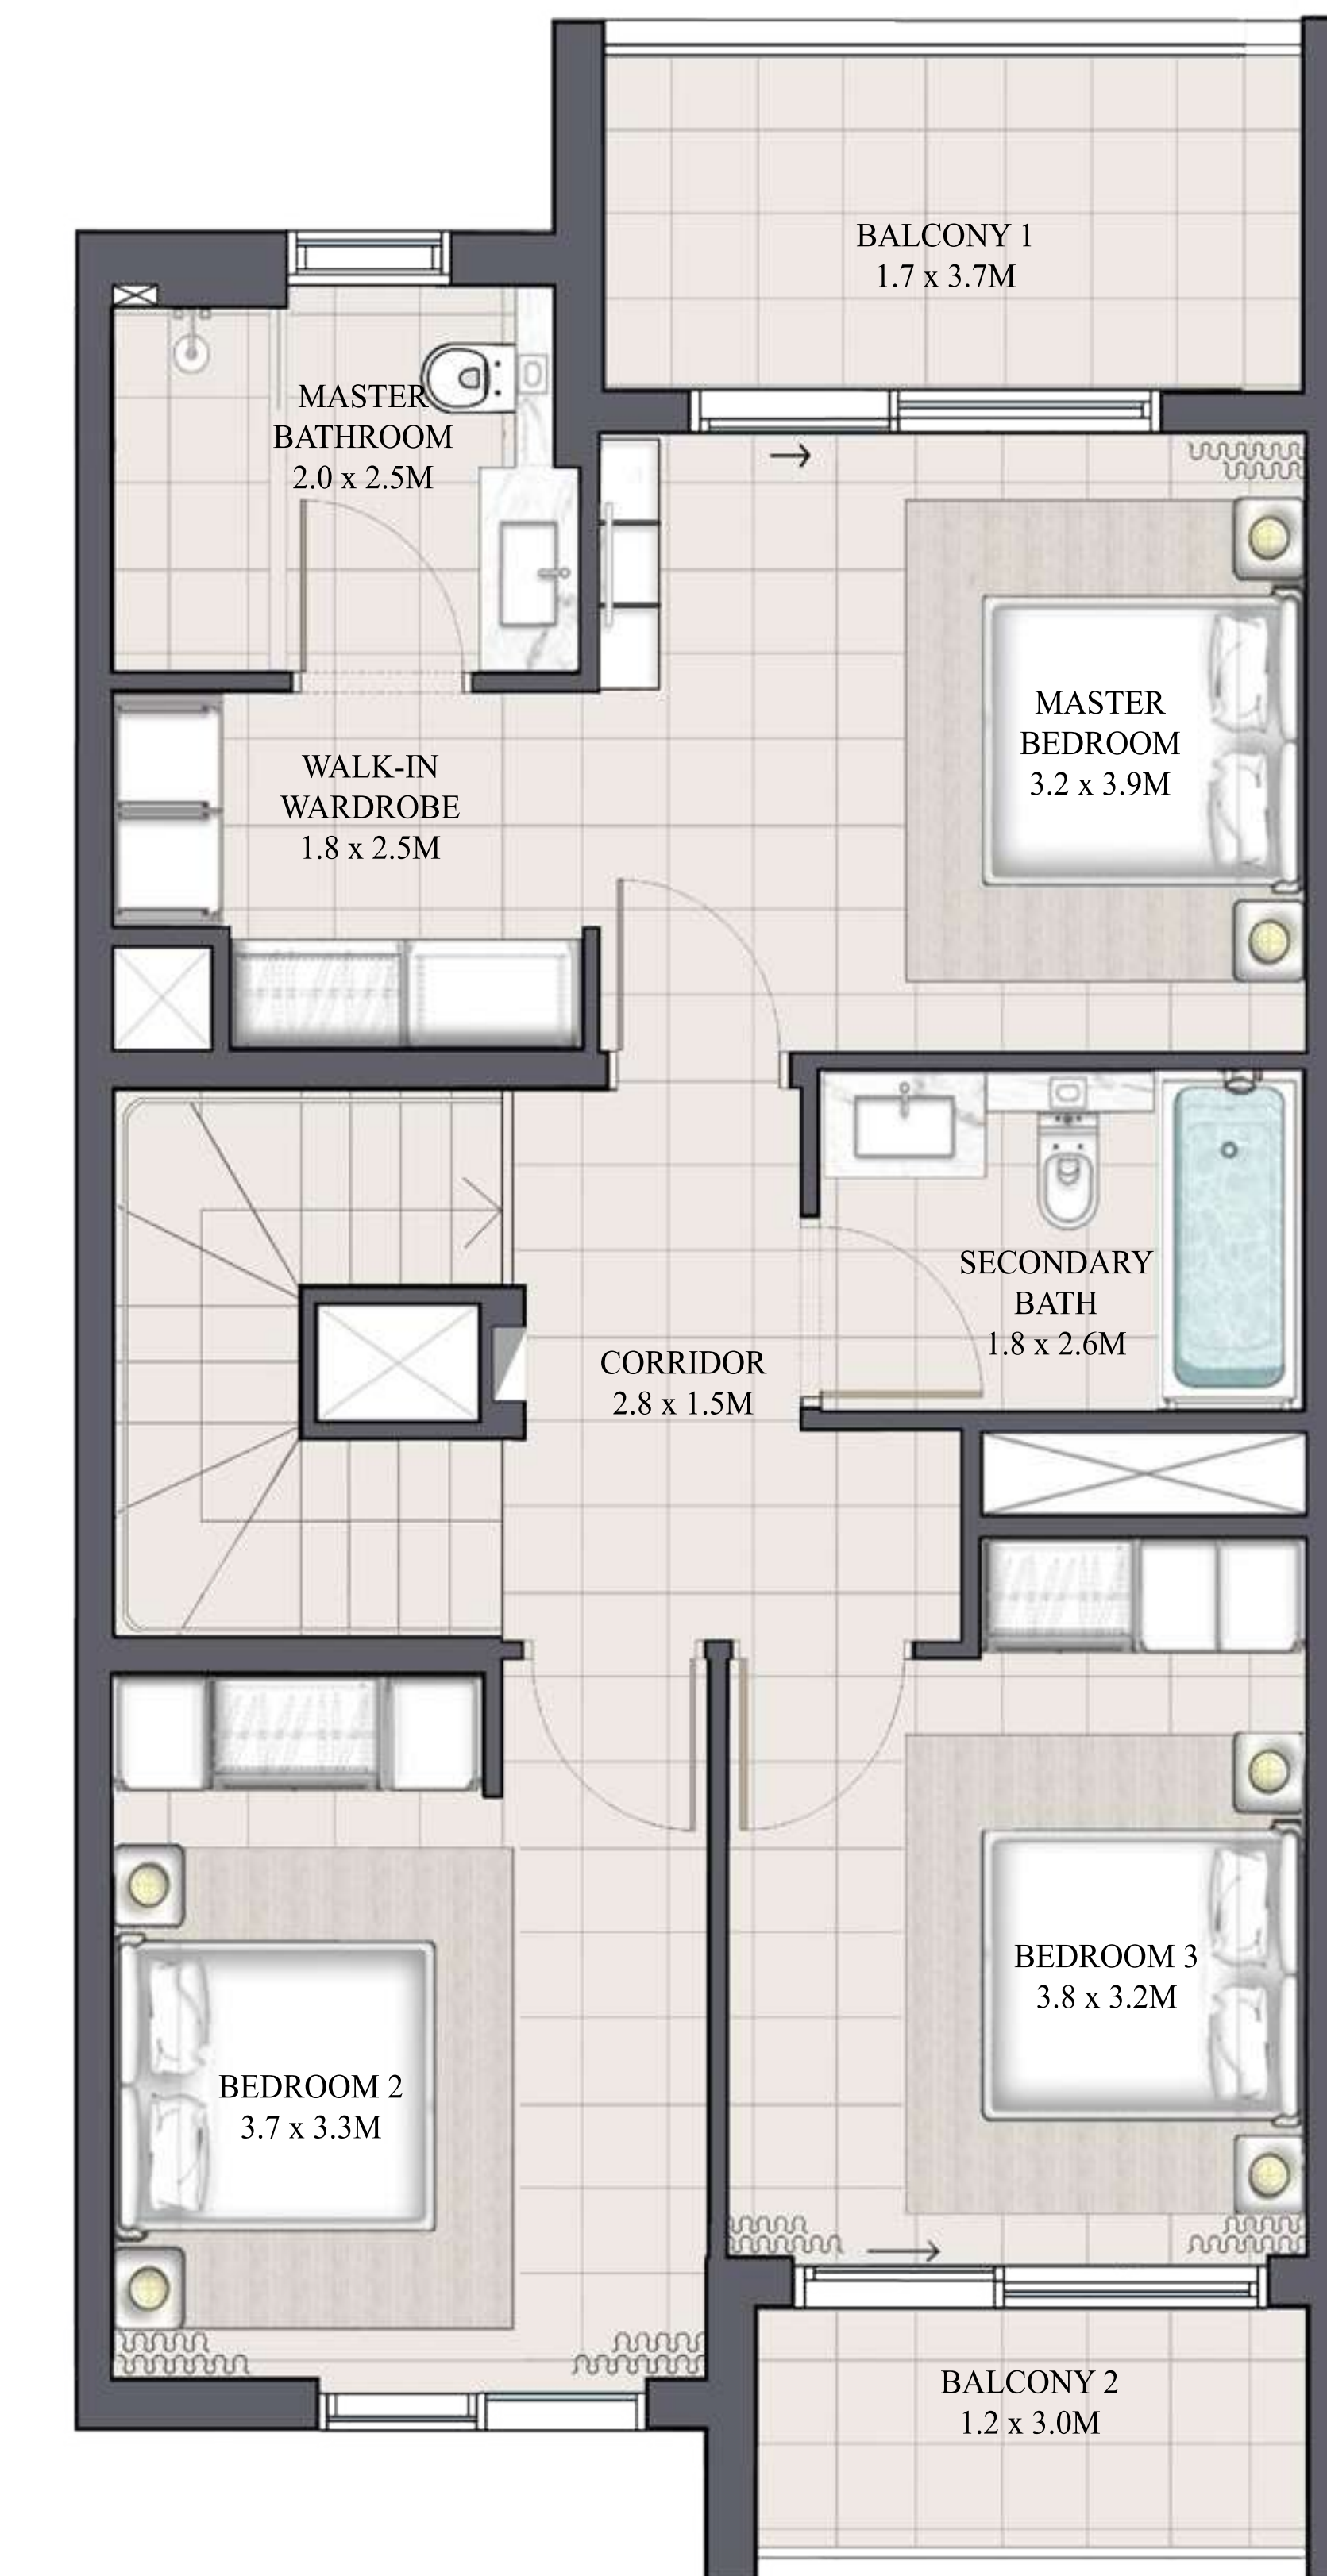 BALCONY 1
1.7 x 3.7M
MASTER
BATHROOM
2.0 x 2.5M
MASTER
BEDROOM
3.2 x 3.9M
WALK-IN
WARDROBE
1.8 x 2.5M
SECONDARY
BATH
1.8 x 2.6M
CORRIDOR
2.8 x 1.5M
BEDROOM 3
3.8 x 3.2M
BEDROOM 2
3.7 x 3.3M
BALCONY 2
1.2 x 3.0M